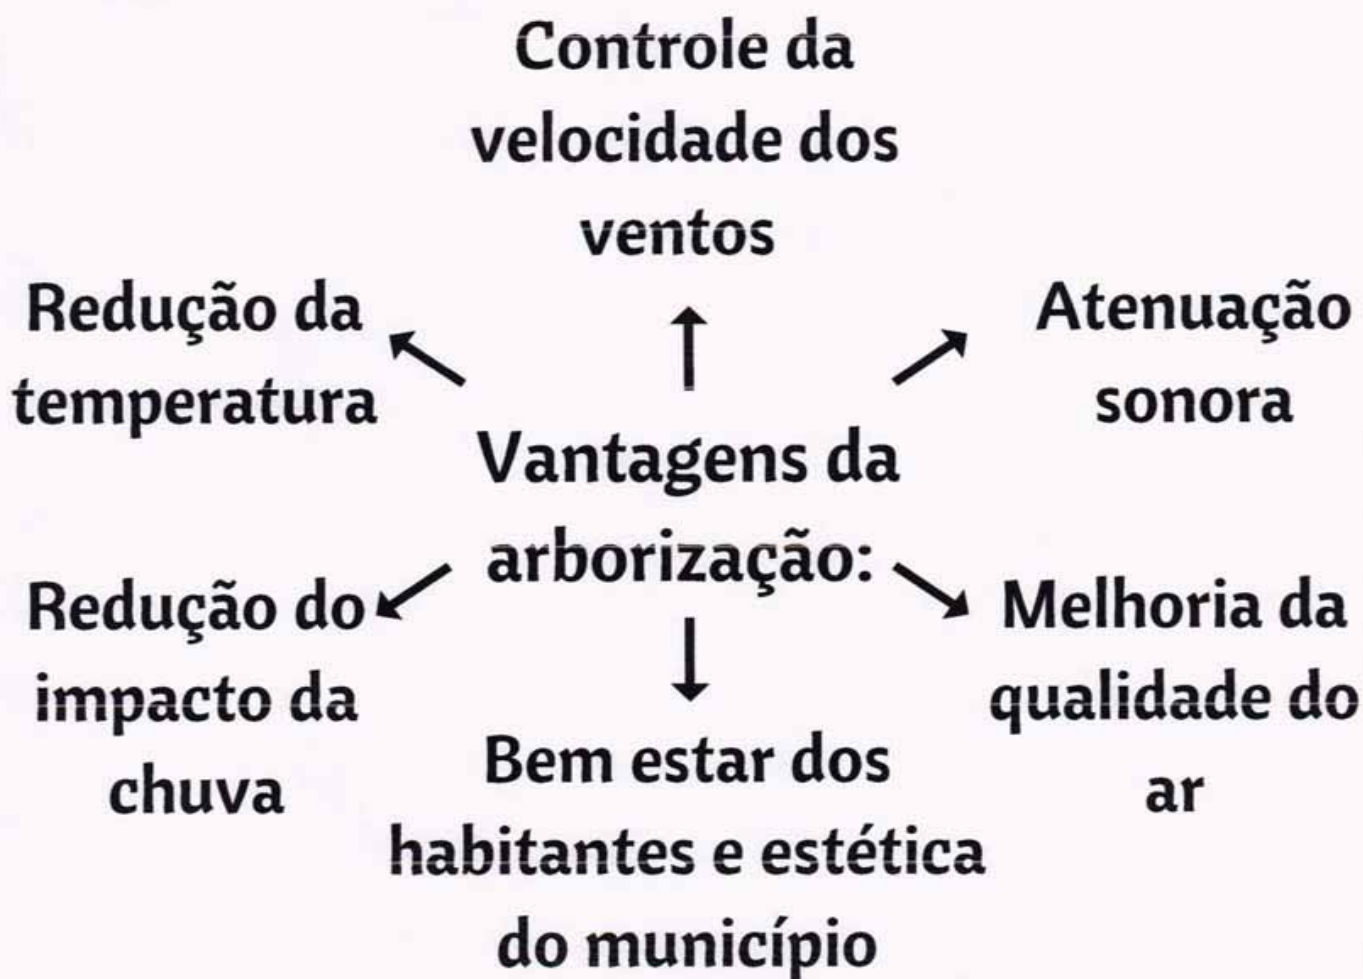 Controle da
velocidade dos
ventos
Redução da
temperatura
Atenuação
sonora
Vantagens da
arborização:
Redução do
impacto da
chuva
Melhoria da
qualidade do
ar
Bem estar dos
habitantes e estética
do município